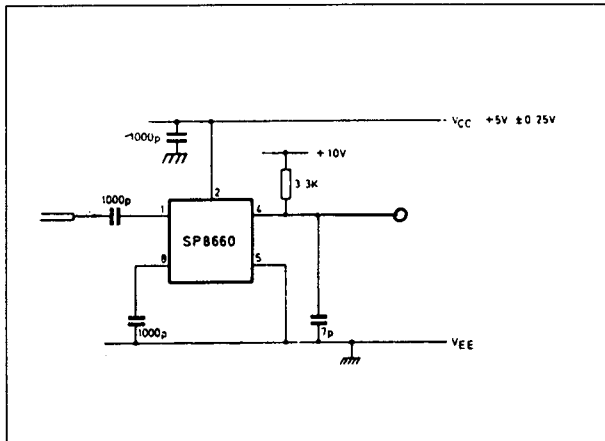 VCC +5V ±0.25V
1000p
+10V
3.3K
1000p
1
2
4
SP8660
8
5
1000p
7p
VEE